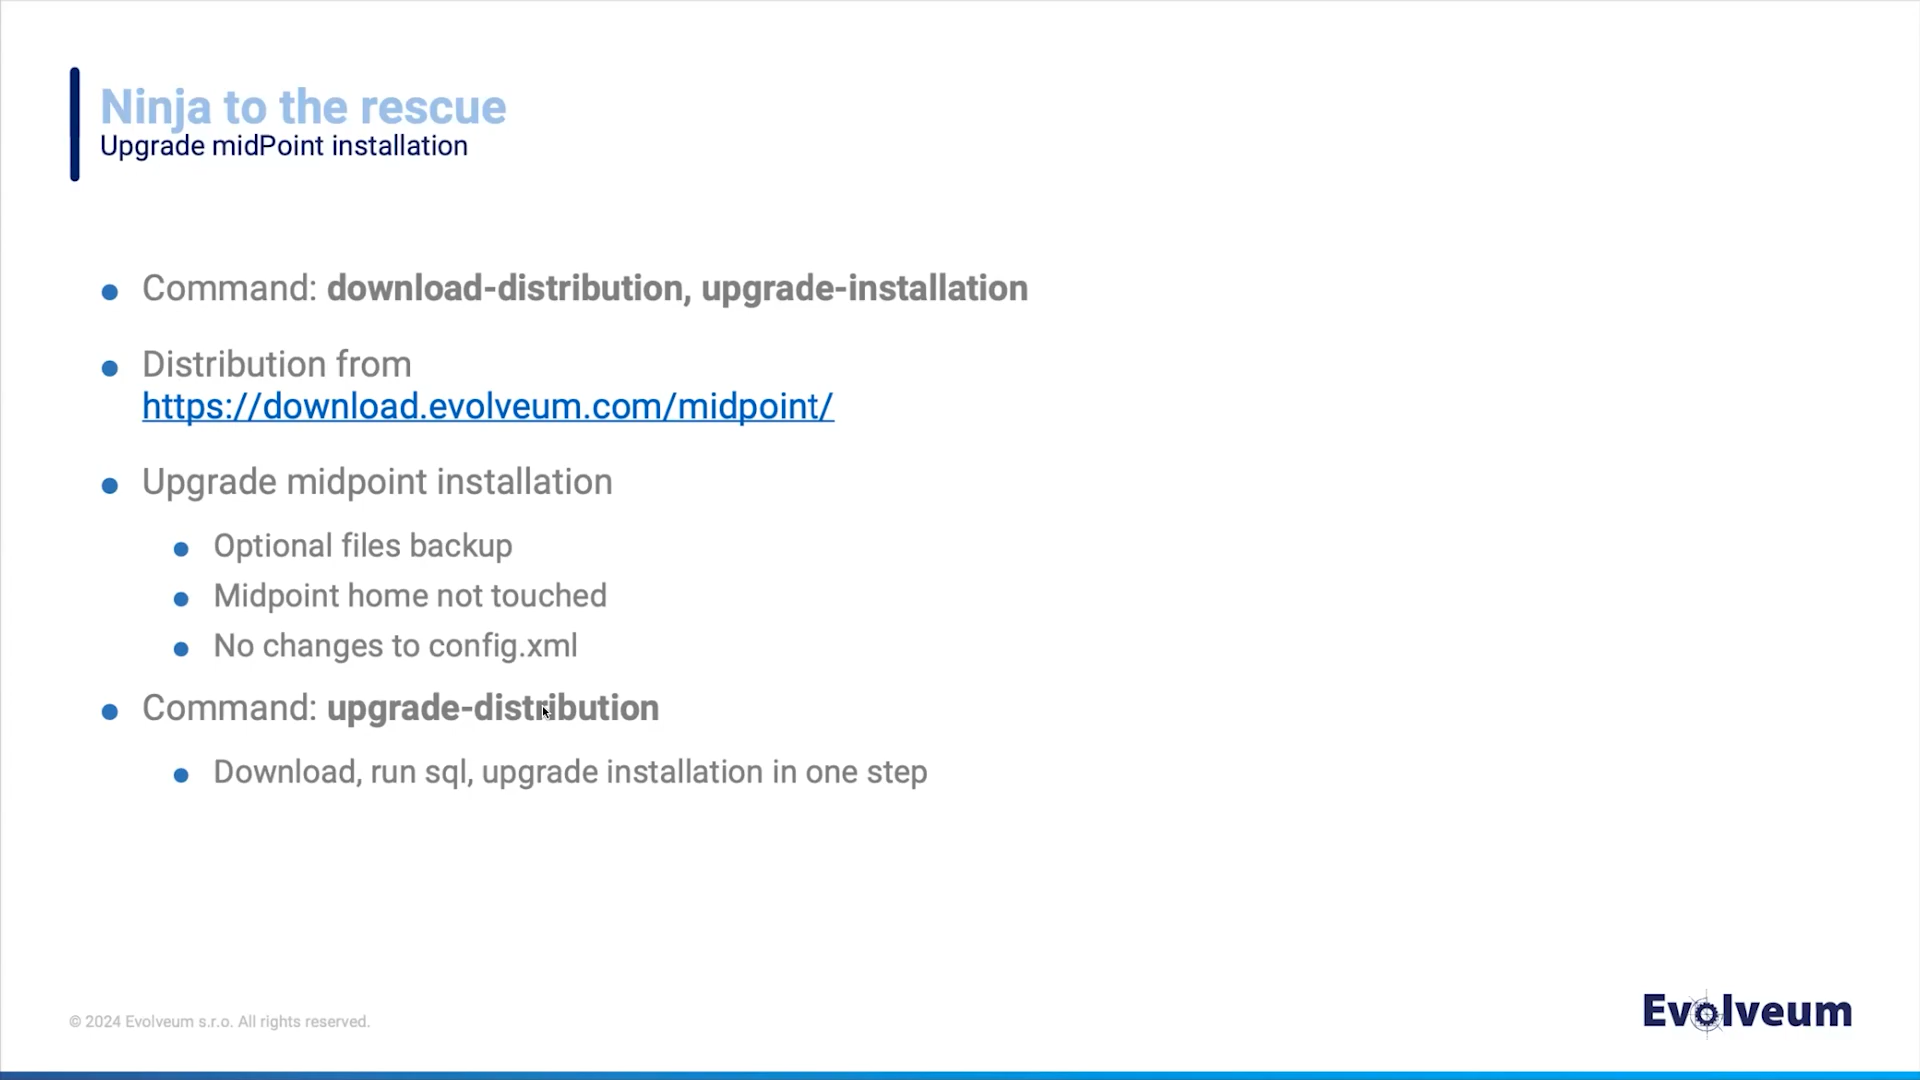 Ninja to the rescue
Upgrade midPoint installation
Command: download-distribution, upgrade-installation
Distribution from
https://download.evolveum.com/midpoint/
Upgrade midpoint installation
Optional files backup
Midpoint home not touched
No changes to config.xml
Command: upgrade-distribution
Download, run sql, upgrade installation in one step
© 2024 Evolveum s.r.o. All rights reserved.
Evolveum